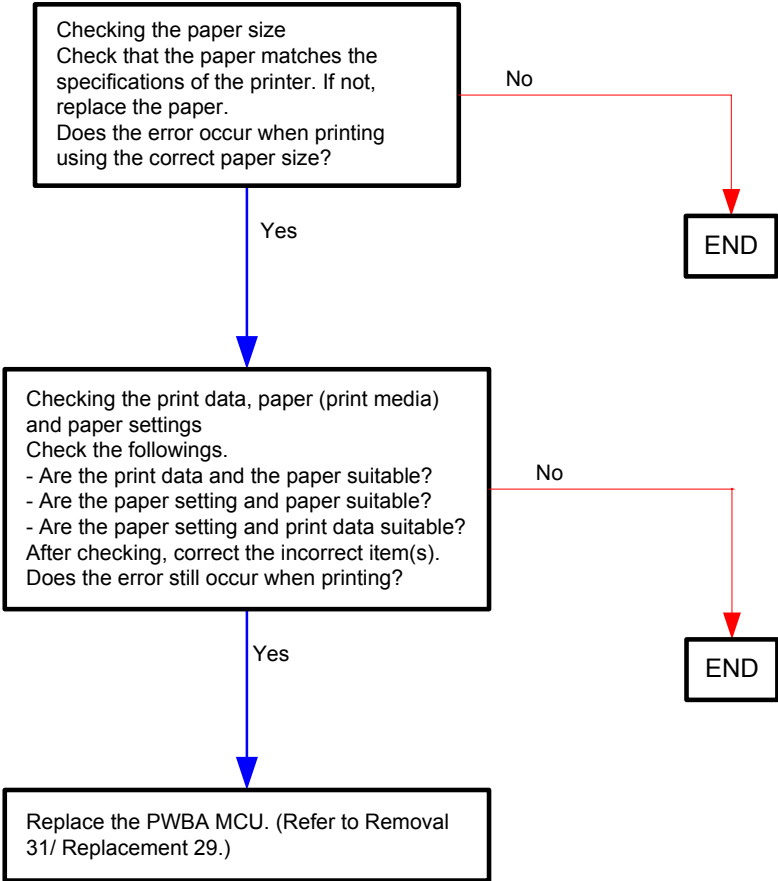 Checking the paper size
Check that the paper matches the
specifications of the printer. If not,
replace the paper.
Does the error occur when printing
using the correct paper size?
No
END
Yes
Checking the print data, paper (print media)
and paper settings
Check the followings.
- Are the print data and the paper suitable?
- Are the paper setting and paper suitable?
- Are the paper setting and print data suitable?
After checking, correct the incorrect item(s).
Does the error still occur when printing?
No
END
Yes
Replace the PWBA MCU. (Refer to Removal
31/ Replacement 29.)